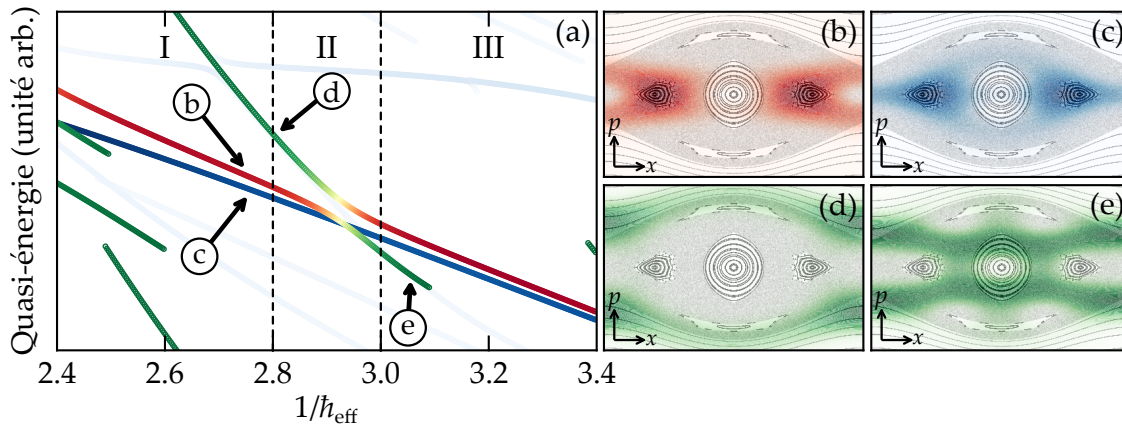 Quasi-énergie (unité arb.)
I
II
III
(a)
b
d
c
e
2.4
2.6
2.8
3.0
3.2
3.4
1/ℏeff
(b)
p
x
(c)
p
x
(d)
p
x
(e)
p
x